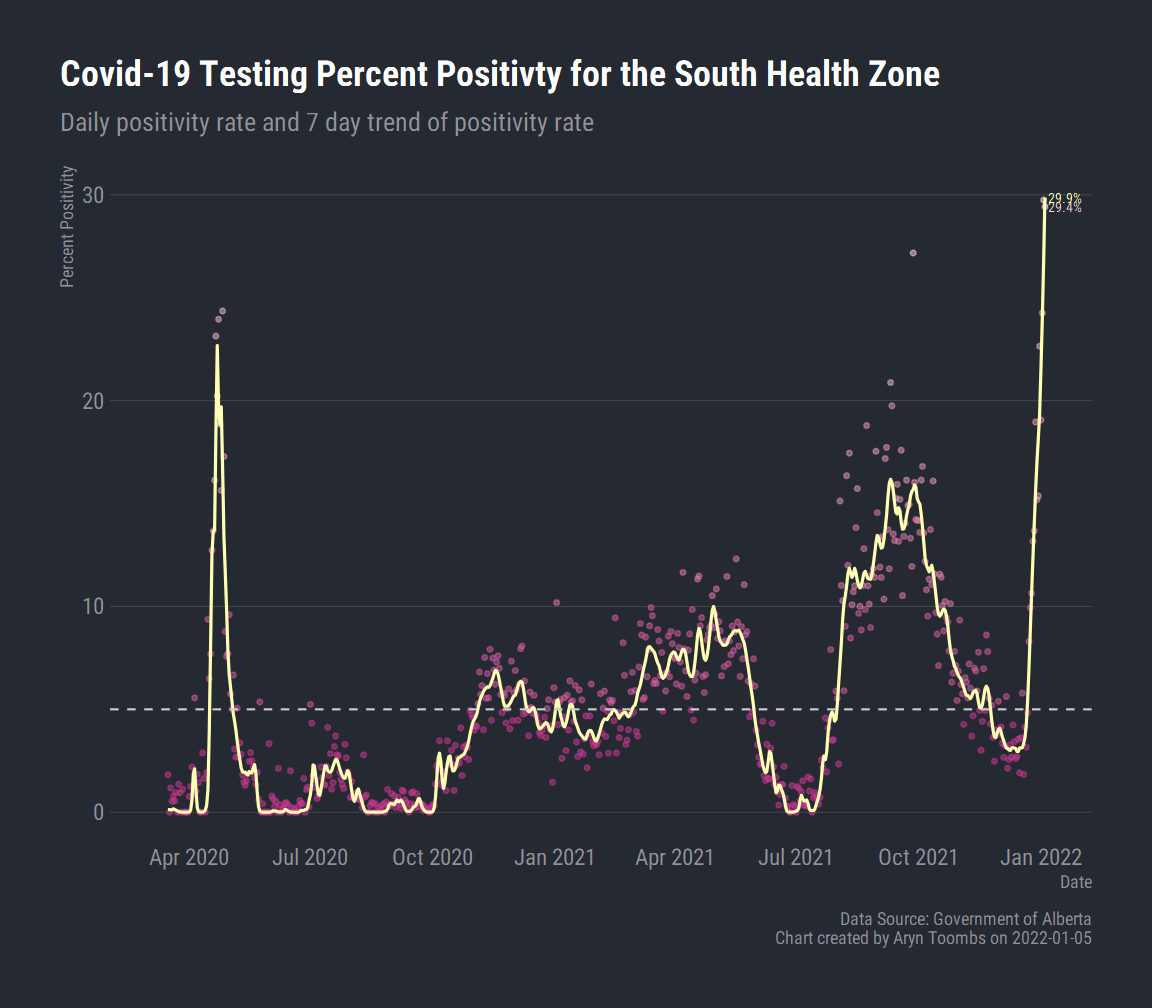 Covid-19 Testing Percent Positivty for the South Health Zone
Daily positivity rate and 7 day trend of positivity rate
Percent Positivity
30
20
10
0
29.9%
29.4%
Apr 2020 Jul 2020 Oct 2020 Jan 2021 Apr 2021 Jul 2021 Oct 2021 Jan 2022
Date
Data Source: Government of Alberta
Chart created by Aryn Toombs on 2022-01-05